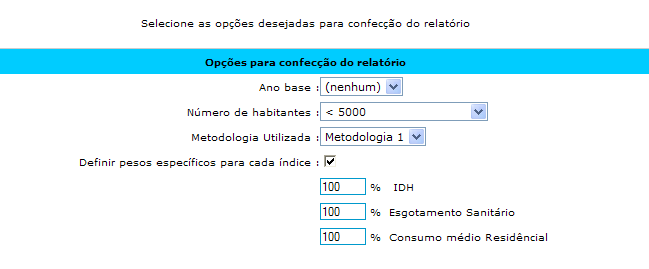 Selecione as opções desejadas para confecção do relatório
Opções para confecção do relatório
Ano base : (nenhum)
Número de habitantes : < 5000
Metodologia Utilizada : Metodologia 1
Definir pesos específicos para cada índice :
100 % IDH
100 % Esgotamento Sanitário
100 % Consumo médio Residêncial